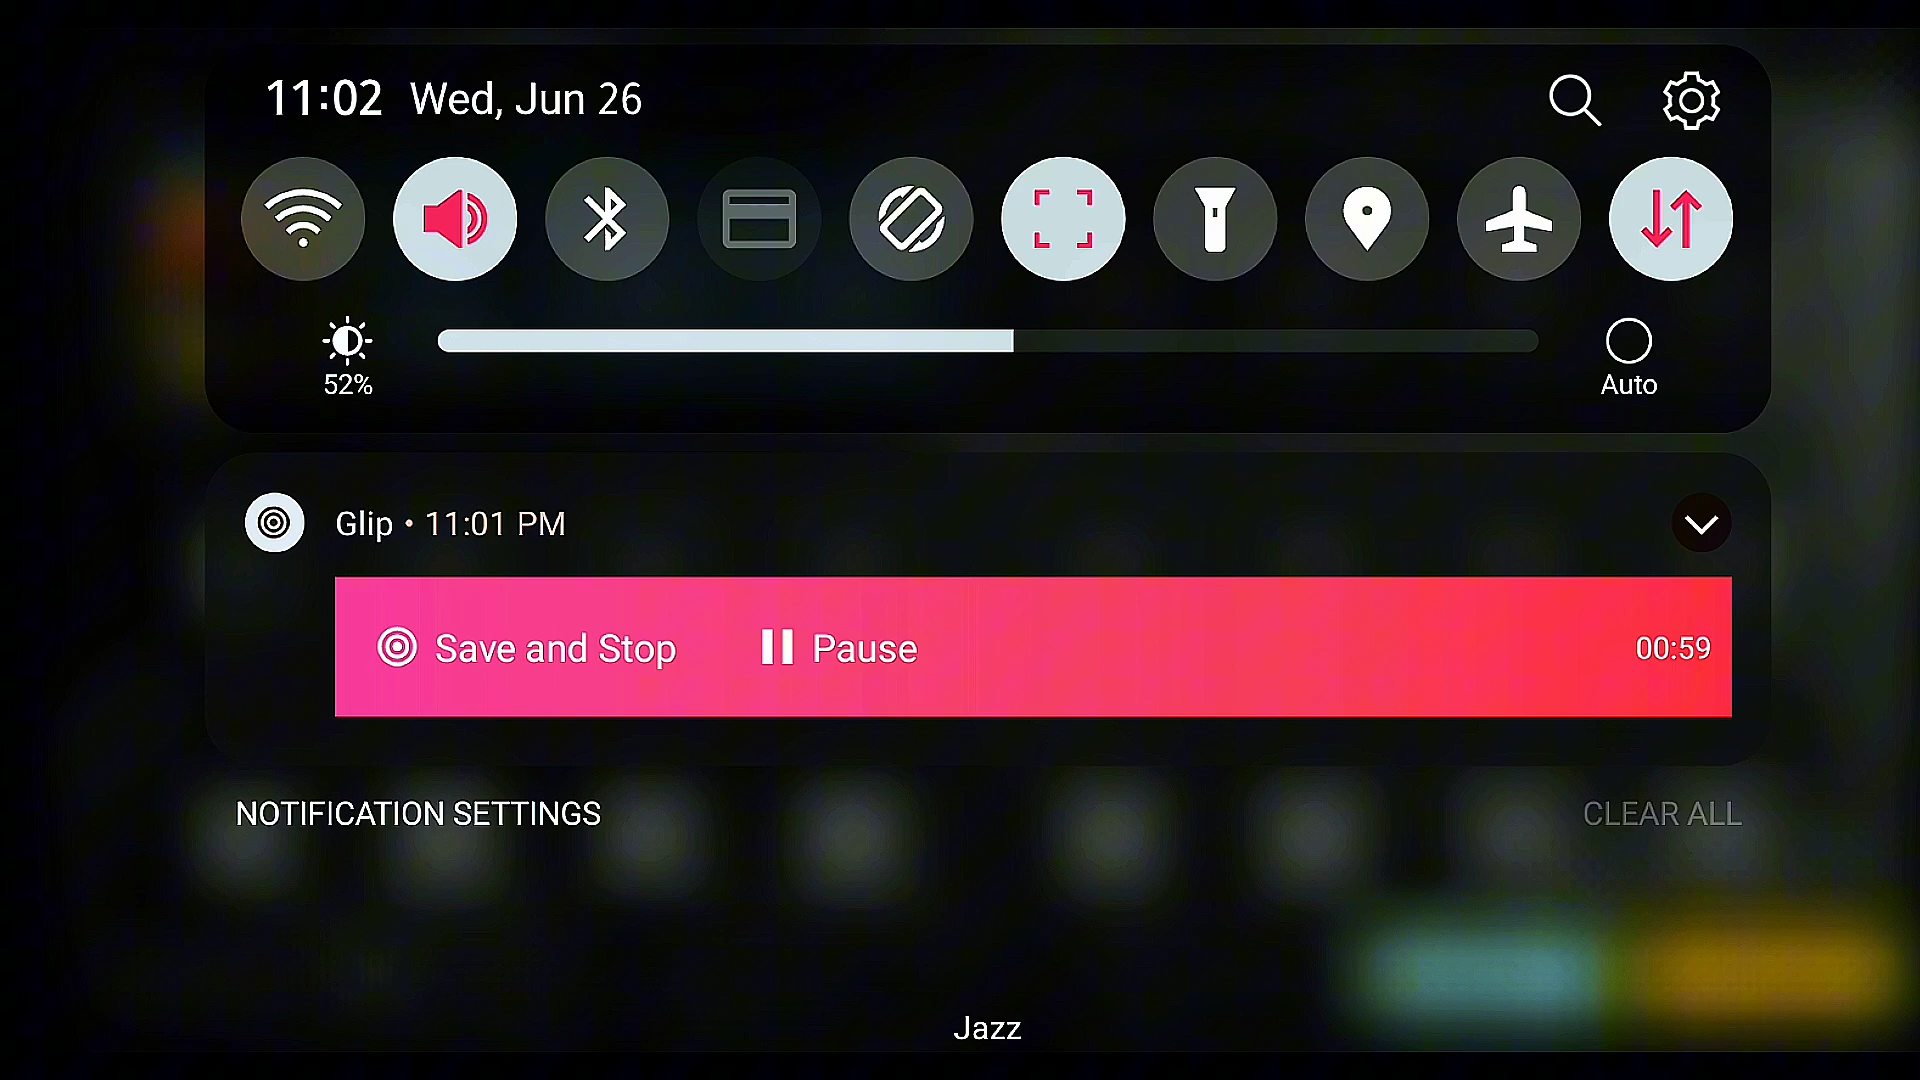 11:02 Wed, Jun 26
52%
Auto
Glip • 11:01 PM
Save and Stop
Pause
00:59
NOTIFICATION SETTINGS
CLEAR ALL
Jazz